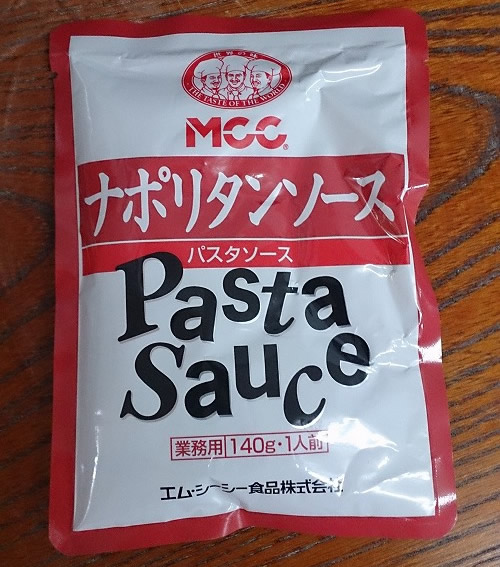 世界の味
THE TASTE OF THE WORLD
MCC®
ナポリタンソース
パスタソース
Pasta
Sauce
業務用 140g・1人前
エム・シーシー食品株式会社